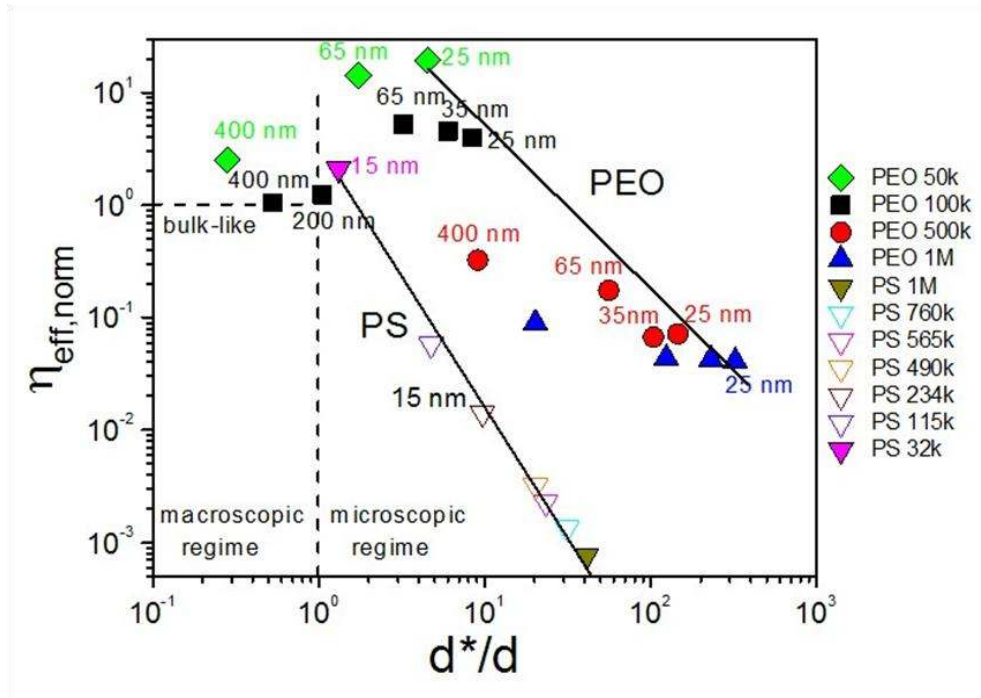 65 nm
25 nm
65 nm
35 nm
25 nm
400 nm
400 nm
15 nm
200 nm
bulk-like
PEO
400 nm
65 nm
PS
35nm
25 nm
25 nm
15 nm
macroscopic
regime
microscopic
regime
10^1
10^0
10^-1
10^-2
10^-3
η_eff,norm
10^-1
10^0
10^1
10^2
10^3
d*/d
PEO 50k
PEO 100k
PEO 500k
PEO 1M
PS 1M
PS 760k
PS 565k
PS 490k
PS 234k
PS 115k
PS 32k